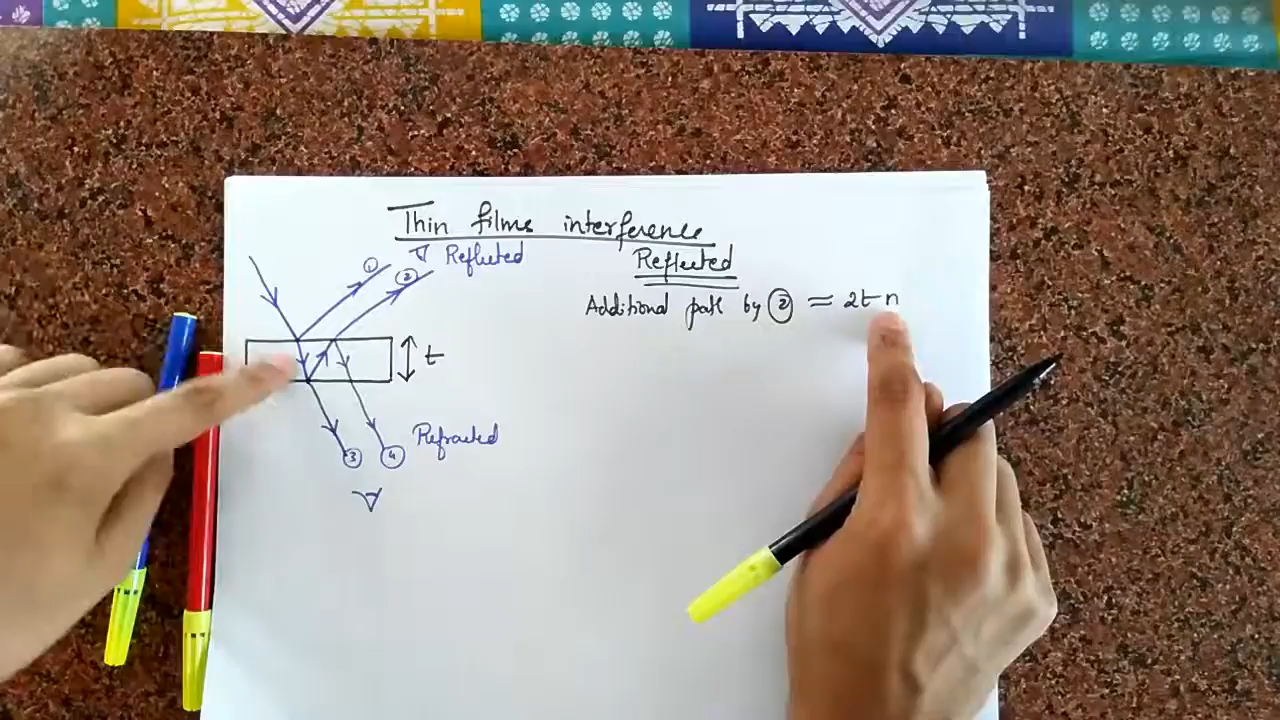 Thin films interference
① ② Reflected
Reflected
Additional path by ② = 2t n
t
Refracted
③ ④